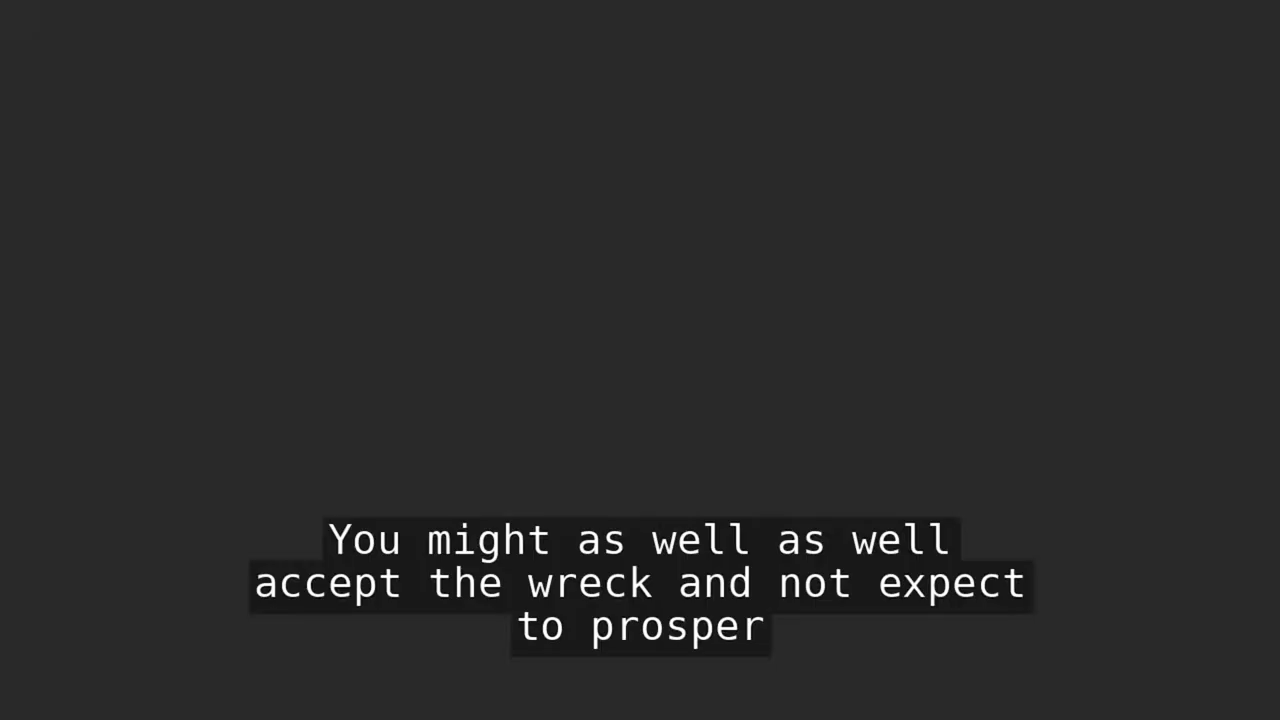 You might as well as well
accept the wreck and not expect
to prosper